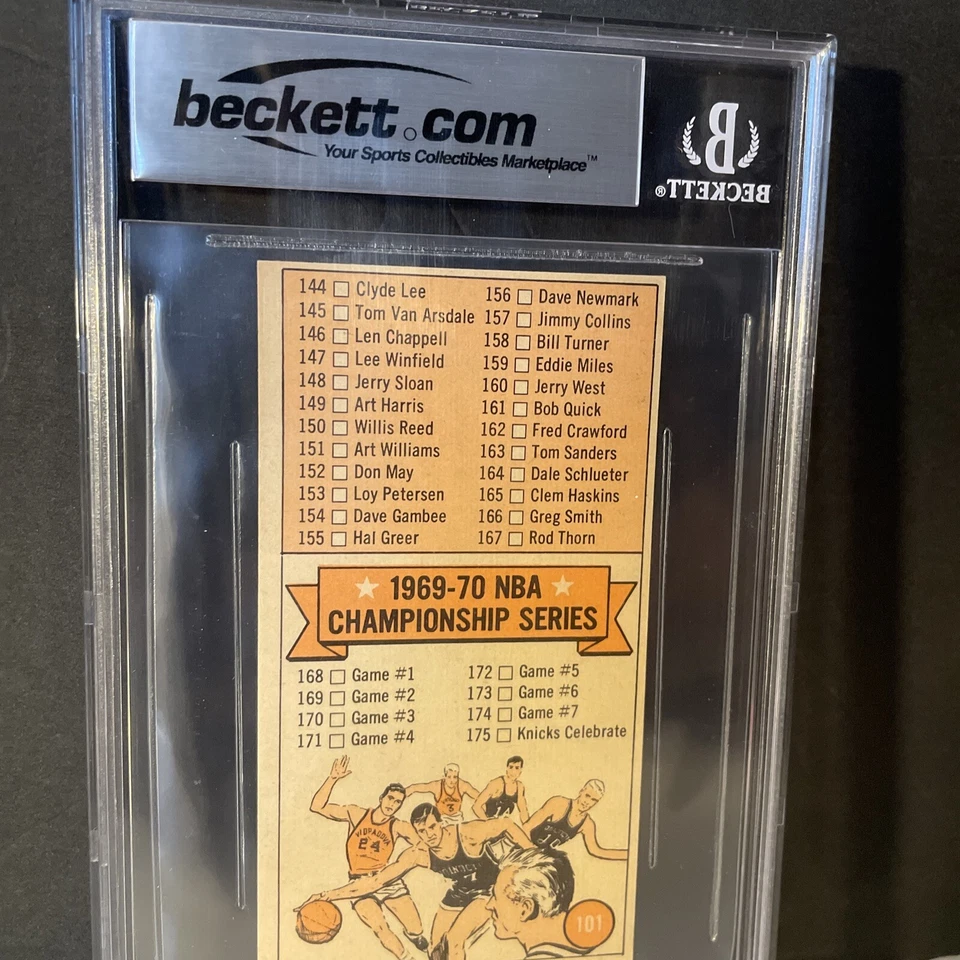 beckett.com
Your Sports Collectibles Marketplace™
B
BECKETT®
144 Clyde Lee
145 Tom Van Arsdale
146 Len Chappell
147 Lee Winfield
148 Jerry Sloan
149 Art Harris
150 Willis Reed
151 Art Williams
152 Don May
153 Loy Petersen
154 Dave Gambee
155 Hal Greer
156 Dave Newmark
157 Jimmy Collins
158 Bill Turner
159 Eddie Miles
160 Jerry West
161 Bob Quick
162 Fred Crawford
163 Tom Sanders
164 Dale Schlueter
165 Clem Haskins
166 Greg Smith
167 Rod Thorn
1969-70 NBA
CHAMPIONSHIP SERIES
168 Game #1
169 Game #2
170 Game #3
171 Game #4
172 Game #5
173 Game #6
174 Game #7
175 Knicks Celebrate
3
14
24
101